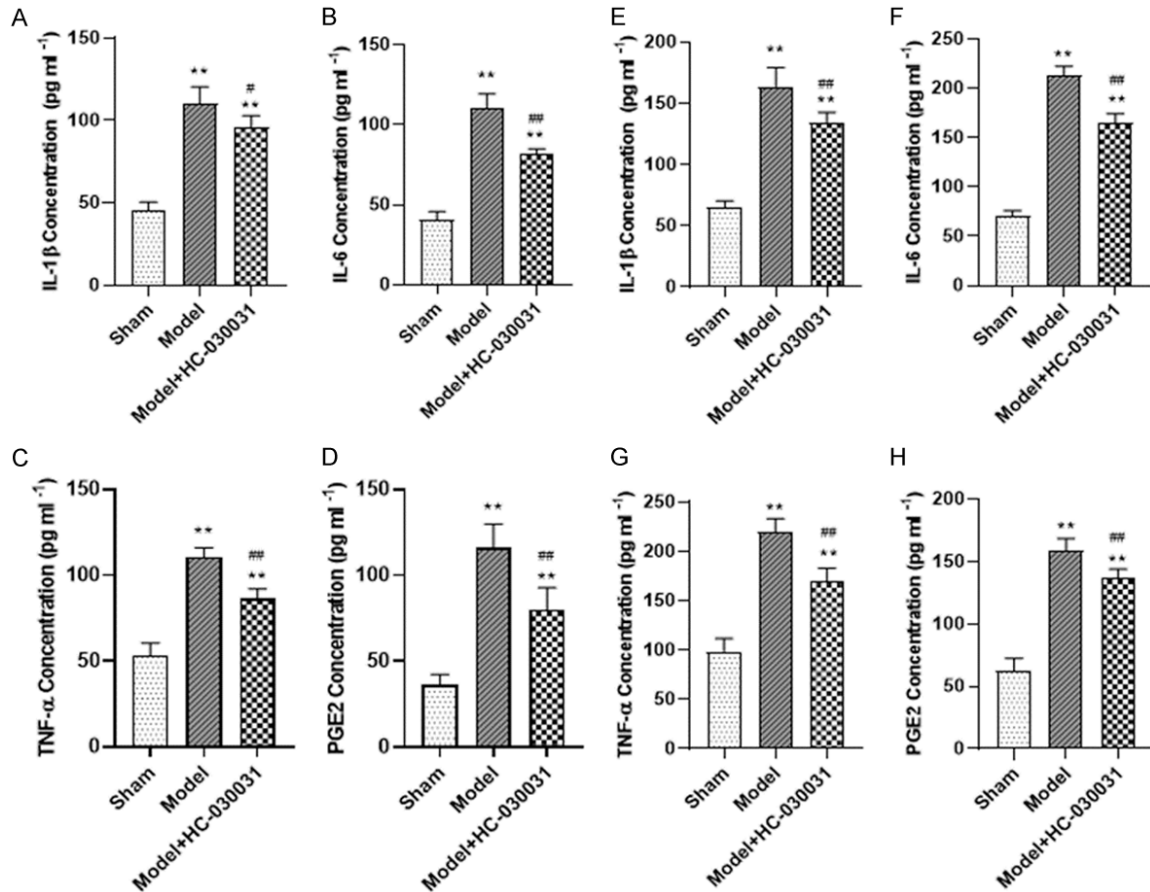 A
IL-1β Concentration (pg ml -1)
150
100
50
0
**
#
**
Sham
Model
Model+HC-030031
B
IL-6 Concentration (pg ml -1)
150
100
50
0
**
##
**
Sham
Model
Model+HC-030031
E
IL-1β Concentration (pg ml -1)
200
150
100
50
0
**
##
**
Sham
Model
Model+HC-030031
F
IL-6 Concentration (pg ml -1)
250
200
150
100
50
0
**
##
**
Sham
Model
Model+HC-030031
C
TNF-α Concentration (pg ml -1)
150
100
50
0
**
##
**
Sham
Model
Model+HC-030031
D
PGE2 Concentration (pg ml -1)
150
100
50
0
**
##
**
Sham
Model
Model+HC-030031
G
TNF-α Concentration (pg ml -1)
250
200
150
100
50
0
**
##
**
Sham
Model
Model+HC-030031
H
PGE2 Concentration (pg ml -1)
200
150
100
50
0
**
##
**
Sham
Model
Model+HC-030031